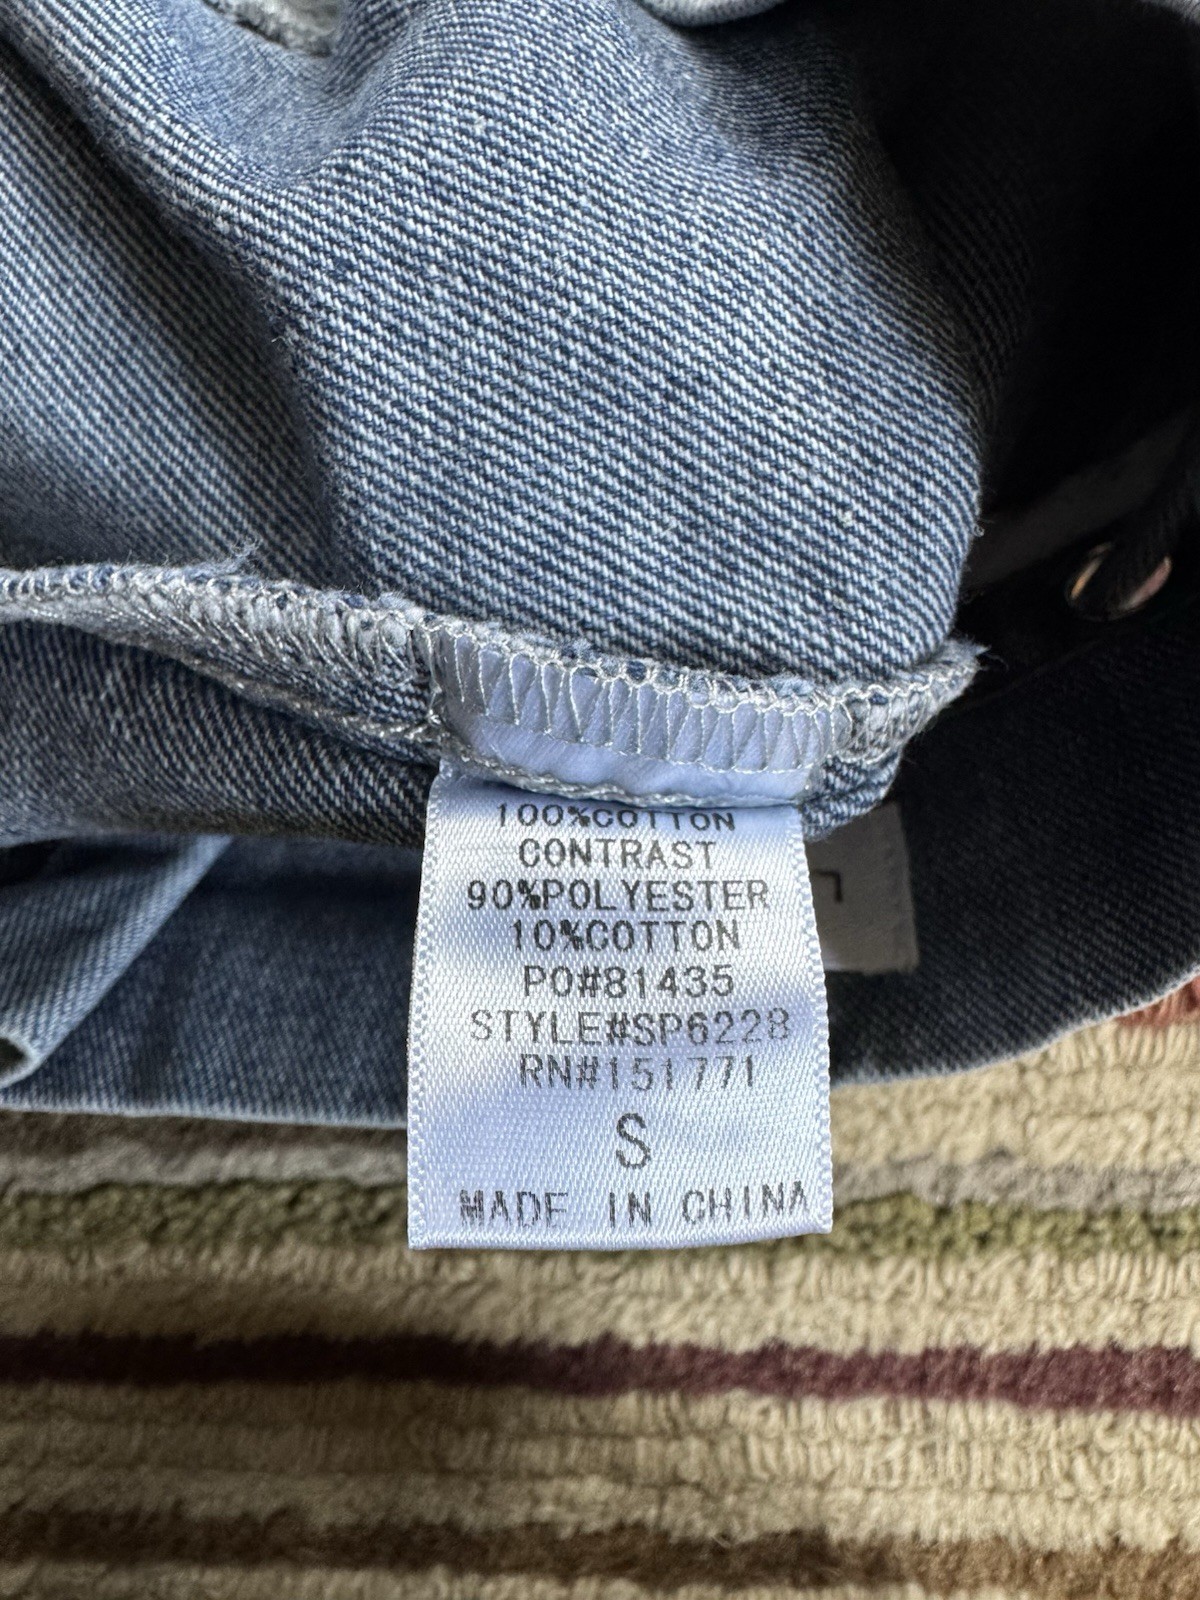 100%COTTON
CONTRAST
90%POLYESTER
10%COTTON
PO#81435
STYLE#SP6228
RN#151771
S
MADE IN CHINA